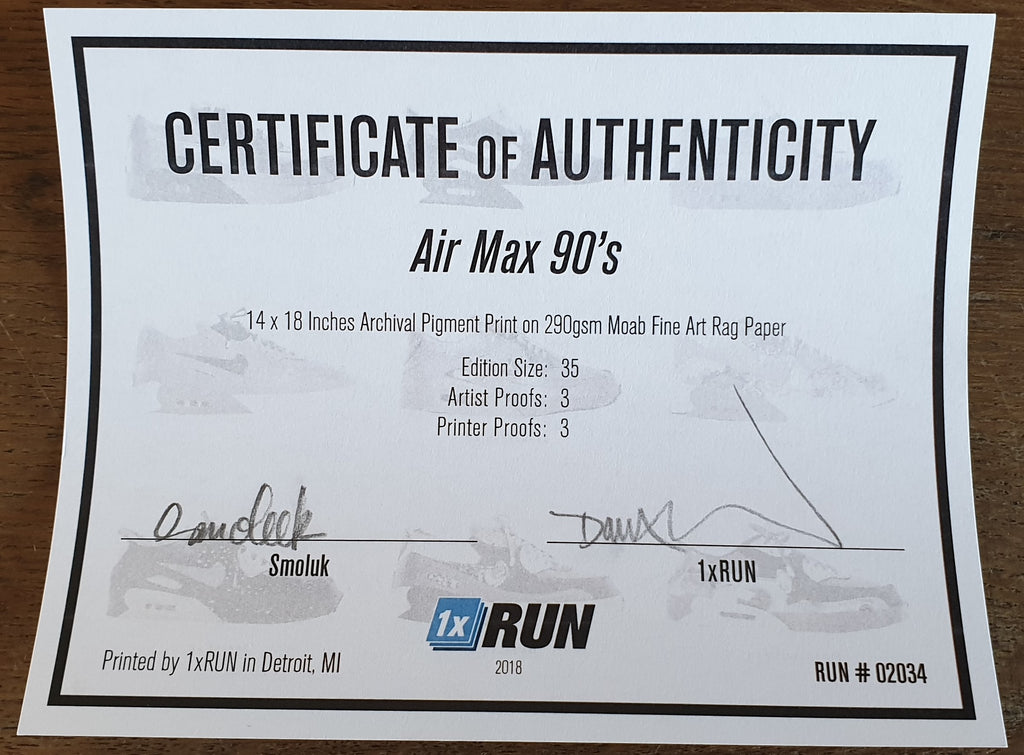 CERTIFICATE OF AUTHENTICITY
Air Max 90's
14 x 18 Inches Archival Pigment Print on 290gsm Moab Fine Art Rag Paper
Edition Size: 35
Artist Proofs: 3
Printer Proofs: 3
Smoluk
1xRUN
1x RUN
2018
Printed by 1xRUN in Detroit, MI
RUN # 02034